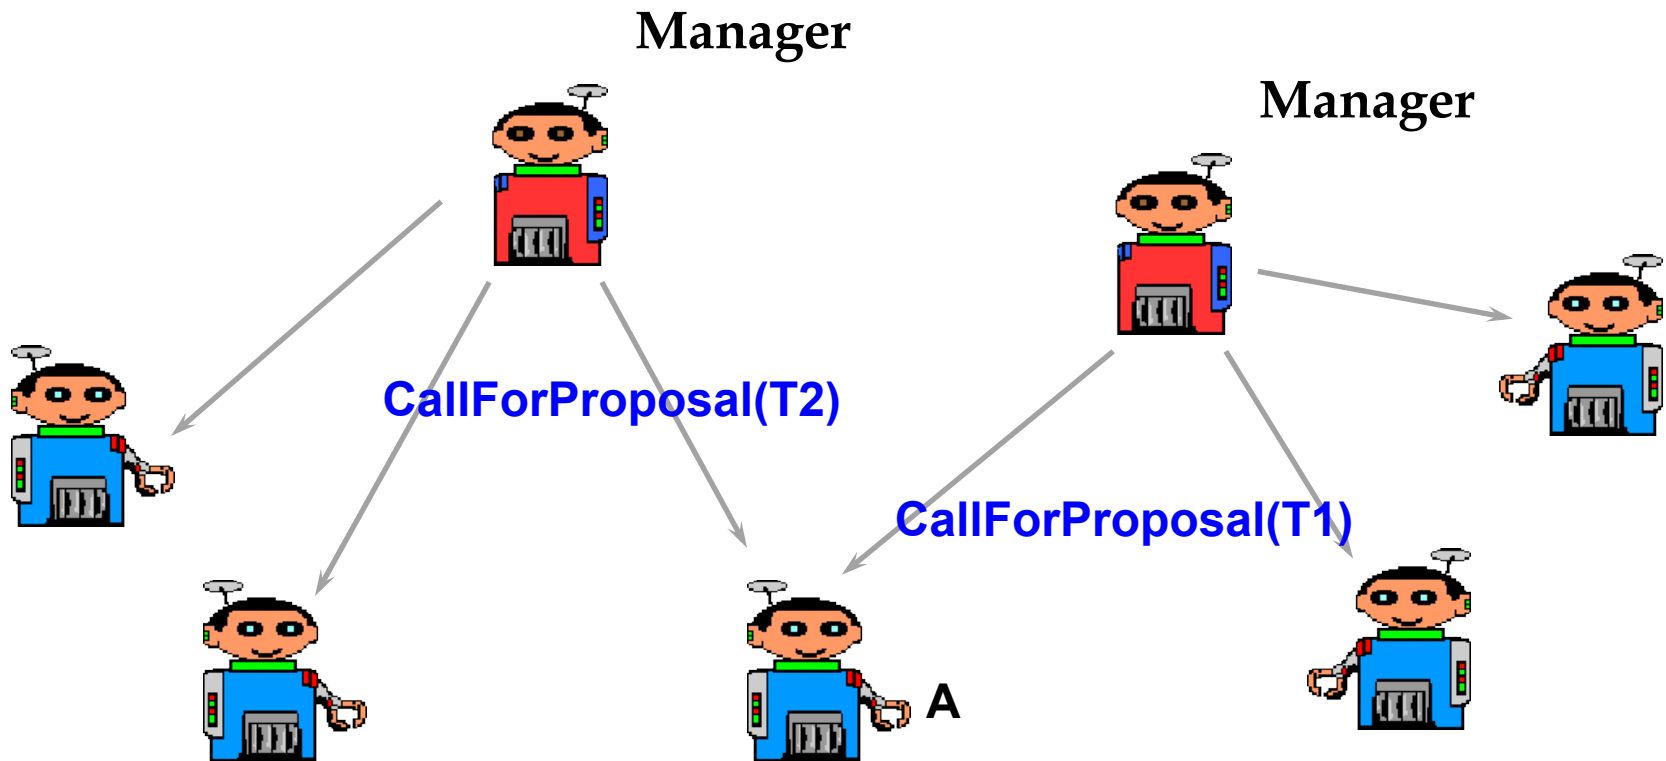 Manager
Manager
CallForProposal(T2)
CallForProposal(T1)
A